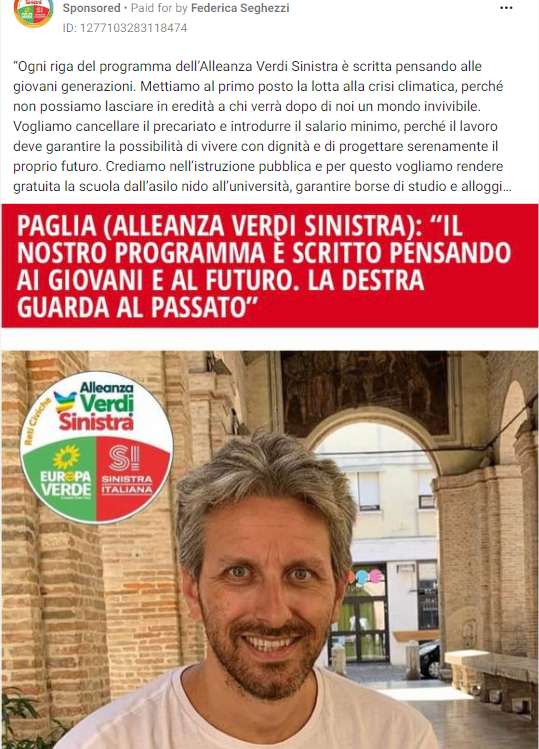 Sponsored • Paid for by Federica Seghezzi
ID: 1277103283118474
“Ogni riga del programma dell’Alleanza Verdi Sinistra è scritta pensando alle
giovani generazioni. Mettiamo al primo posto la lotta alla crisi climatica, perché
non possiamo lasciare in eredità a chi verrà dopo di noi un mondo invivibile.
Vogliamo cancellare il precariato e introdurre il salario minimo, perché il lavoro
deve garantire la possibilità di vivere con dignità e di progettare serenamente il
proprio futuro. Crediamo nell’istruzione pubblica e per questo vogliamo rendere
gratuita la scuola dall’asilo nido all’università, garantire borse di studio e alloggi...
PAGLIA (ALLEANZA VERDI SINISTRA): “IL
NOSTRO PROGRAMMA È SCRITTO PENSANDO
AI GIOVANI E AL FUTURO. LA DESTRA
GUARDA AL PASSATO”
Reti Civiche
Alleanza
Verdi
Sinistra
EUROPA
VERDE
SI
SINISTRA
ITALIANA